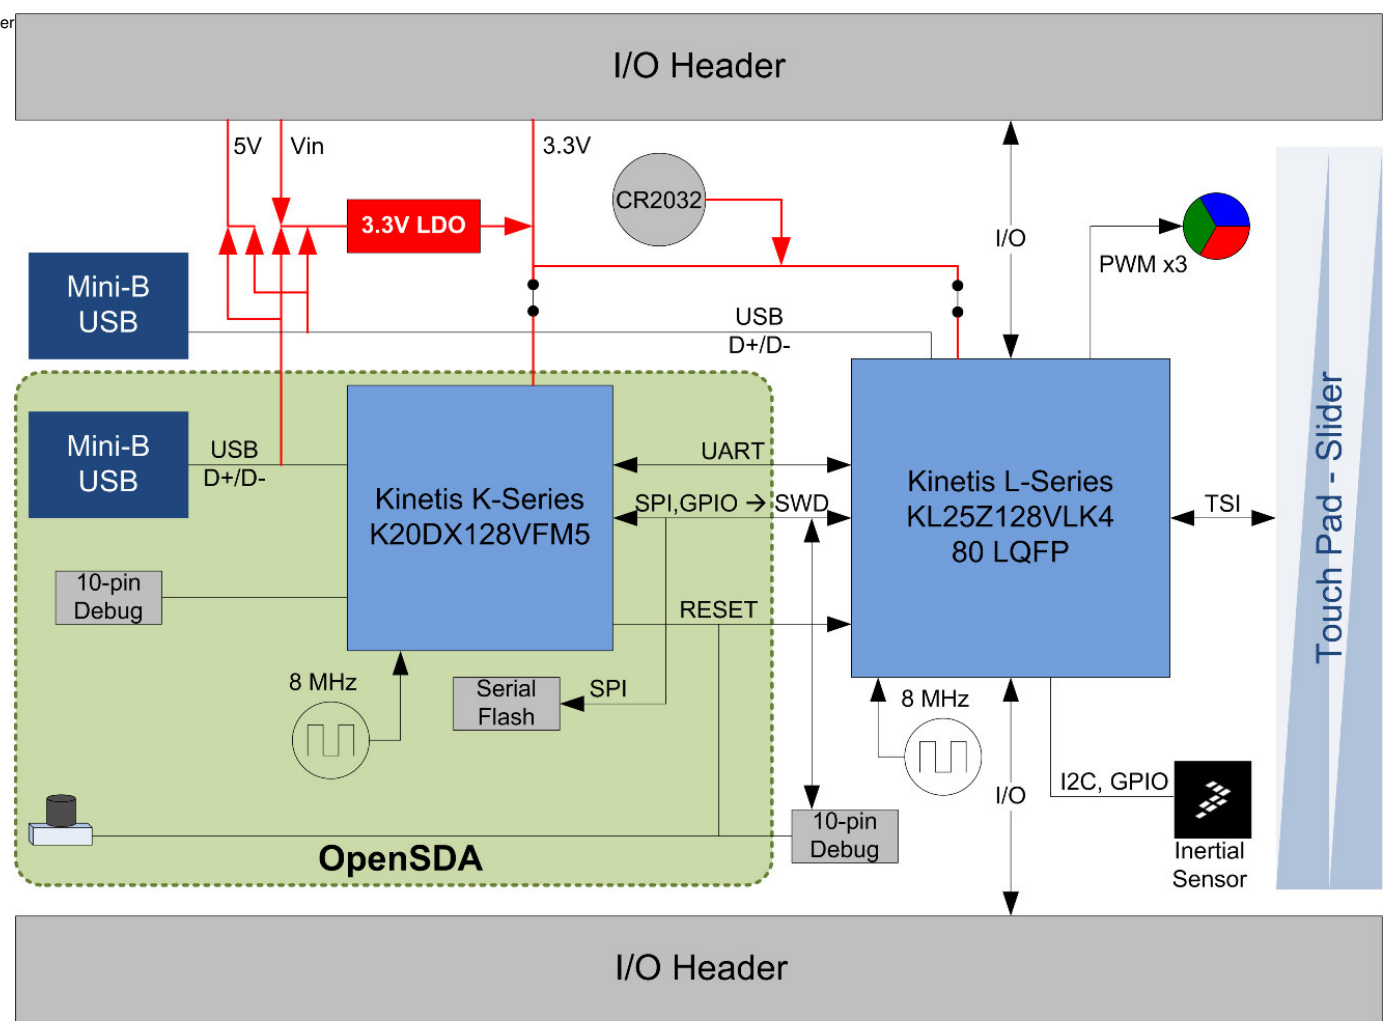 er
I/O Header
5V
Vin
3.3V
CR2032
3.3V LDO
I/O
PWM x3
Mini-B
USB
USB
D+/D-
Mini-B
USB
USB
D+/D-
Kinetis K-Series
K20DX128VFM5
UART
SPI,GPIO → SWD
RESET
Kinetis L-Series
KL25Z128VLK4
80 LQFP
TSI
Touch Pad - Slider
10-pin
Debug
8 MHz
Serial
Flash
SPI
8 MHz
I/O
I2C, GPIO
10-pin
Debug
Inertial
Sensor
OpenSDA
I/O Header